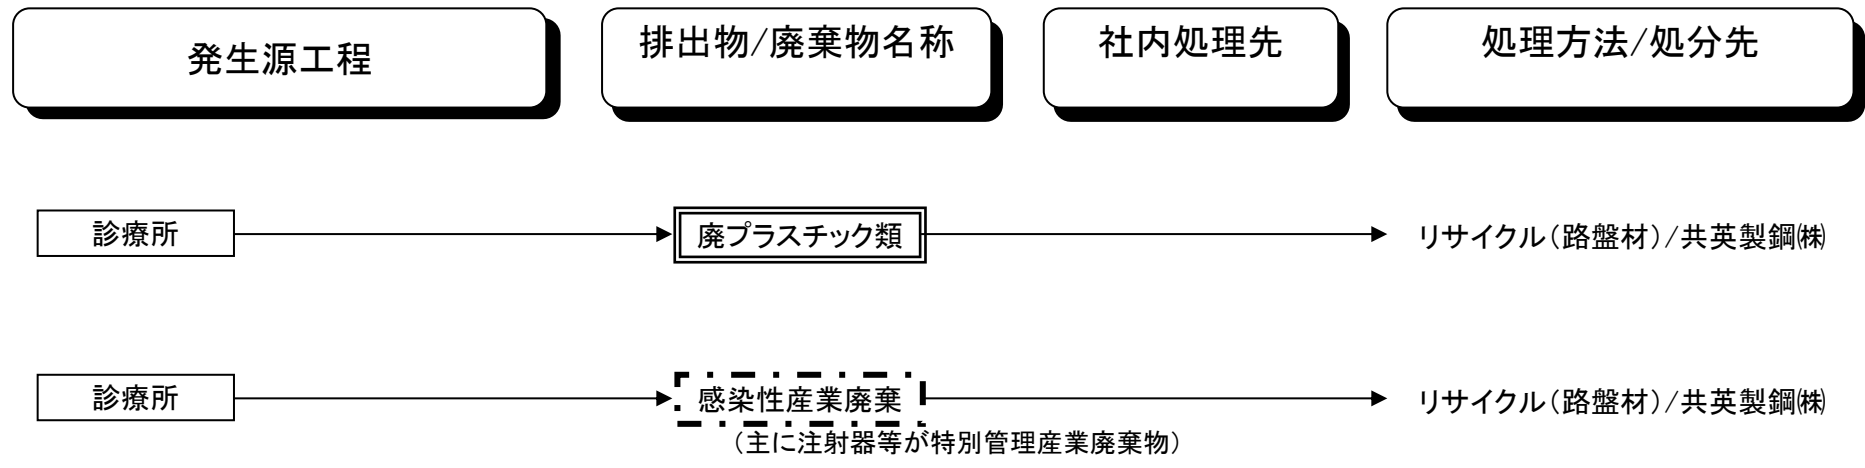 発生源工程
排出物/廃棄物名称
社内処理先
処理方法/処分先
診療所
廃プラスチック類
リサイクル(路盤材)/共英製鋼㈱
診療所
感染性産業廃棄
リサイクル(路盤材)/共英製鋼㈱
(主に注射器等が特別管理産業廃棄物)